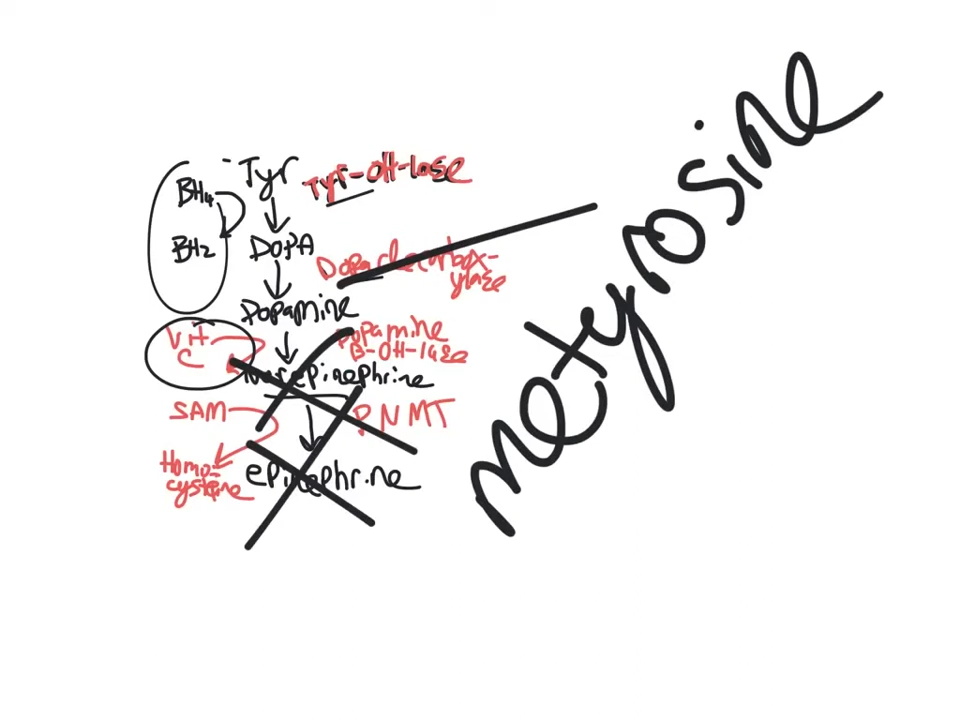 Tyr Tyr-OH-lase
BH4
BH2 DOPA
Dopa decarbox-
ylase
Dopamine
Vit
C
Dopamine
B-OH-lase
Norepinephrine
SAM PNMT
Homo-
cysteine
epinephrine
metyrosine